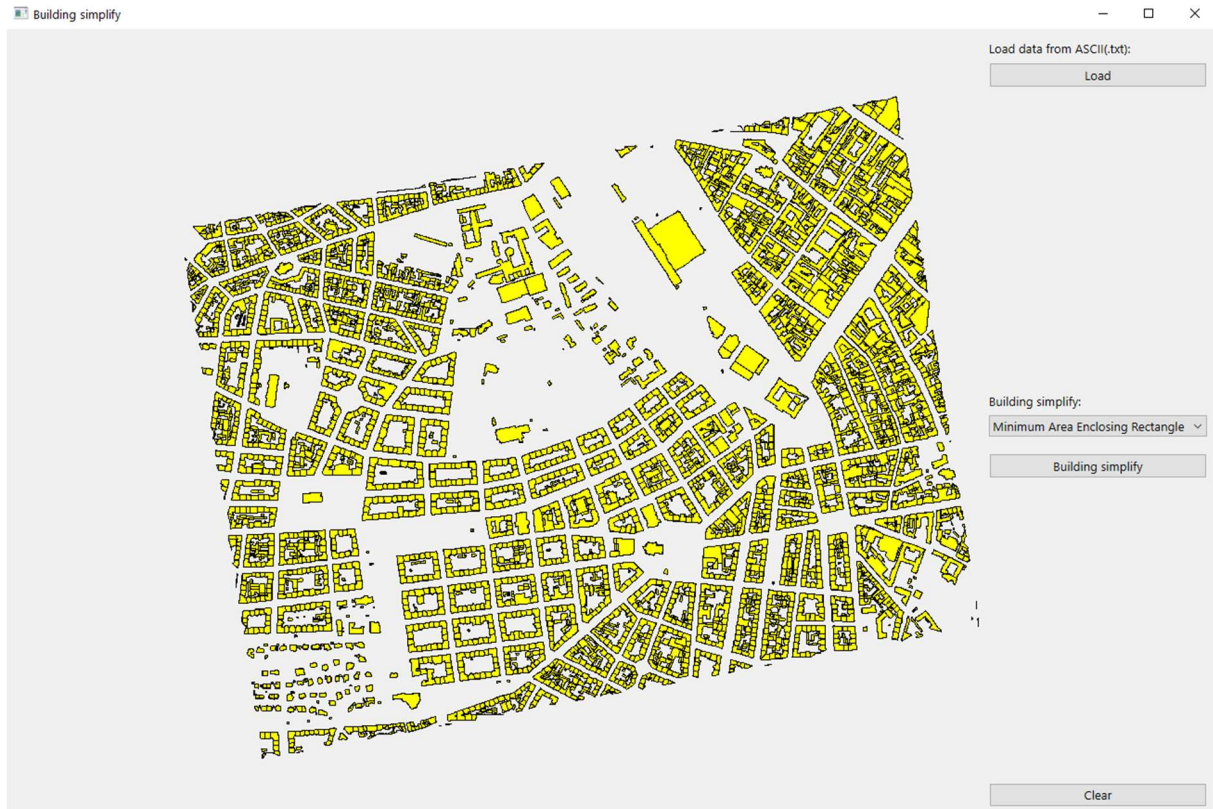 Building simplify
Load data from ASCII(.txt):
Load
Building simplify:
Minimum Area Enclosing Rectangle
Building simplify
Clear